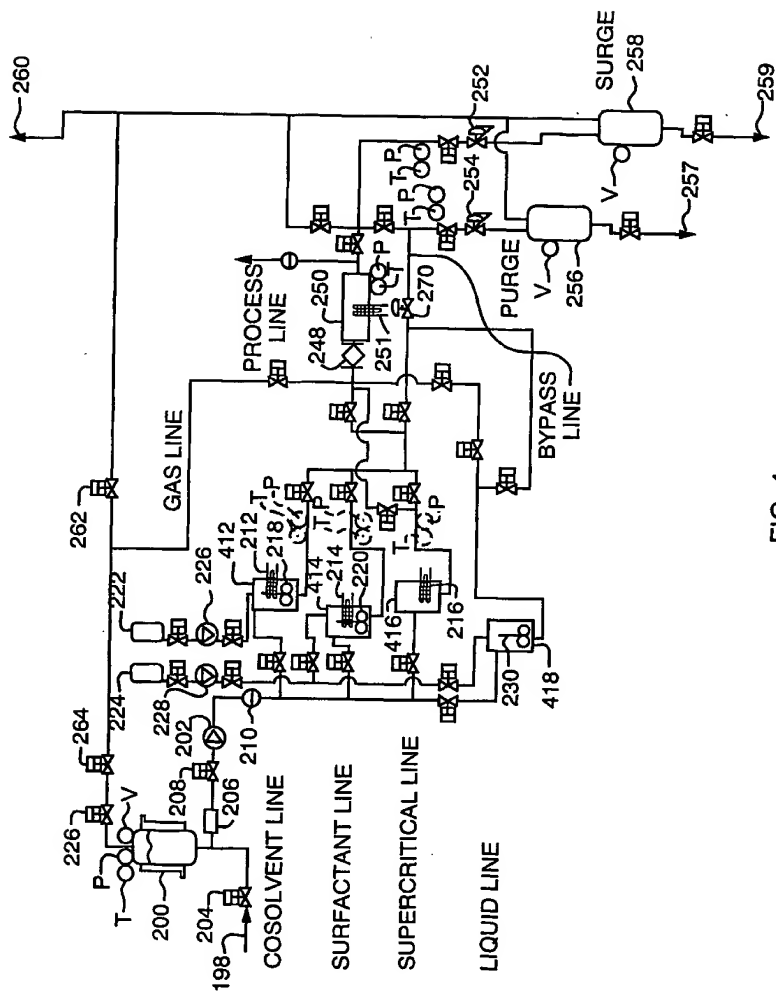 260
262
264
226
222
224
GAS LINE
PROCESS
LINE
V
P
T
200
204
198
208
206
202
210
228
226
412
212
218
414
214
220
416
216
T
P
T
P
T
P
248
250
251
P
T
270
T
P
T
P
254
252
SURGE
258
V
259
PURGE
V
256
257
BYPASS
LINE
230
418
COSOLVENT LINE
SURFACTANT LINE
SUPERCRITICAL LINE
LIQUID LINE
FIG. 4